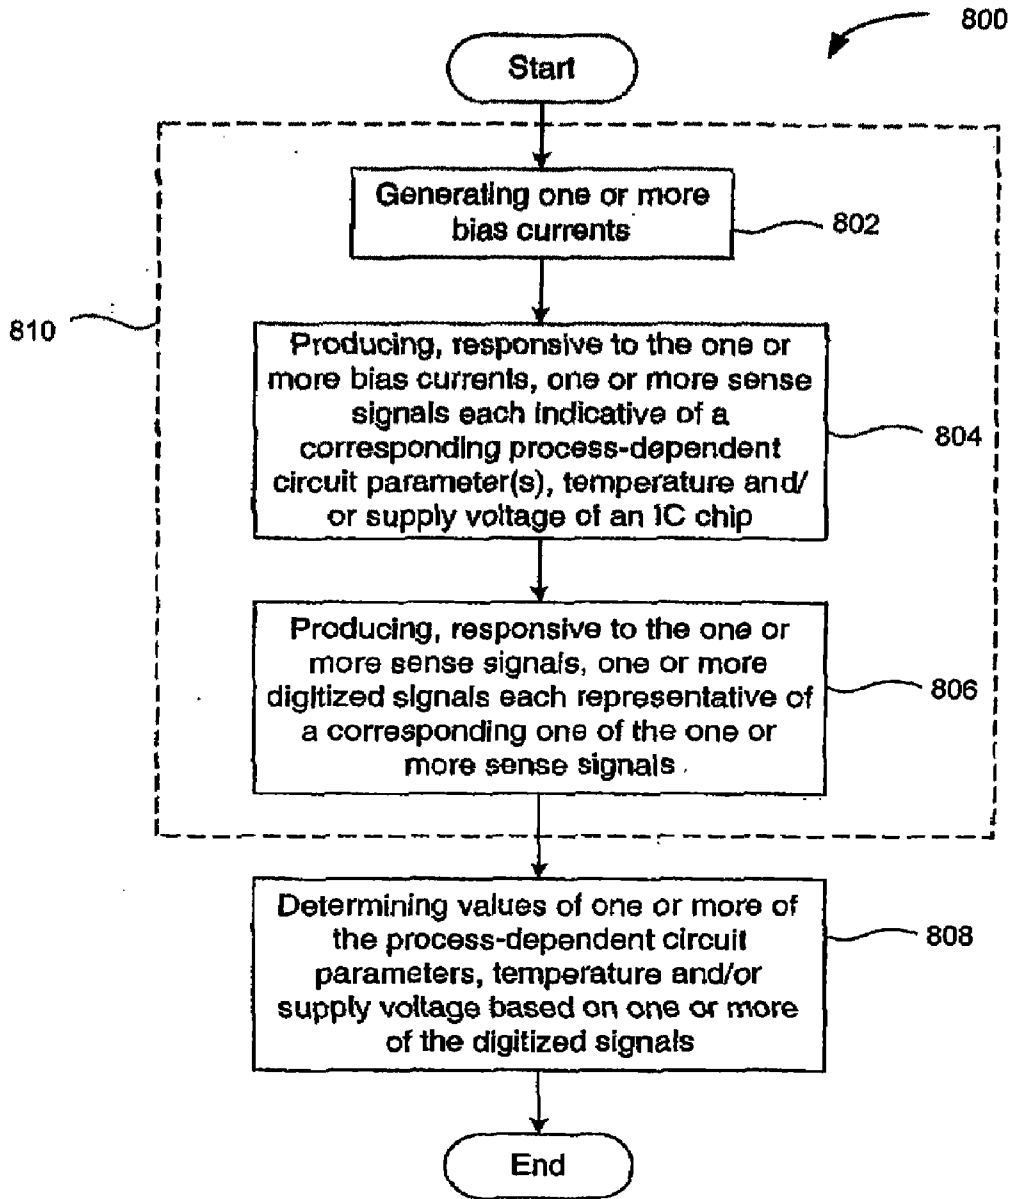 800
Start
Generating one or more
bias currents
802
810
Producing, responsive to the one or
more bias currents, one or more sense
signals each indicative of a
corresponding process-dependent
circuit parameter(s), temperature and/
or supply voltage of an IC chip
804
Producing, responsive to the one or
more sense signals, one or more
digitized signals each representative of
a corresponding one of the one or
more sense signals
806
Determining values of one or more of
the process-dependent circuit
parameters, temperature and/or
supply voltage based on one or more
of the digitized signals
808
End